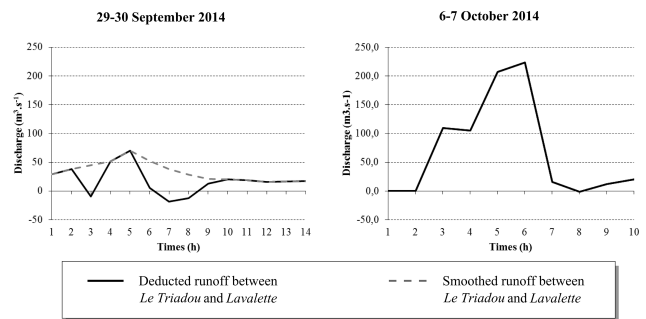 29-30 September 2014
6-7 October 2014
Discharge (m³.s⁻¹)
250
200
150
100
50
0
-50
1 2 3 4 5 6 7 8 9 10 11 12 13 14
Times (h)
Discharge (m3.s-1)
250,0
200,0
150,0
100,0
50,0
0,0
-50,0
1 2 3 4 5 6 7 8 9 10
Times (h)
Deducted runoff between
Le Triadou and Lavalette
Smoothed runoff between
Le Triadou and Lavalette